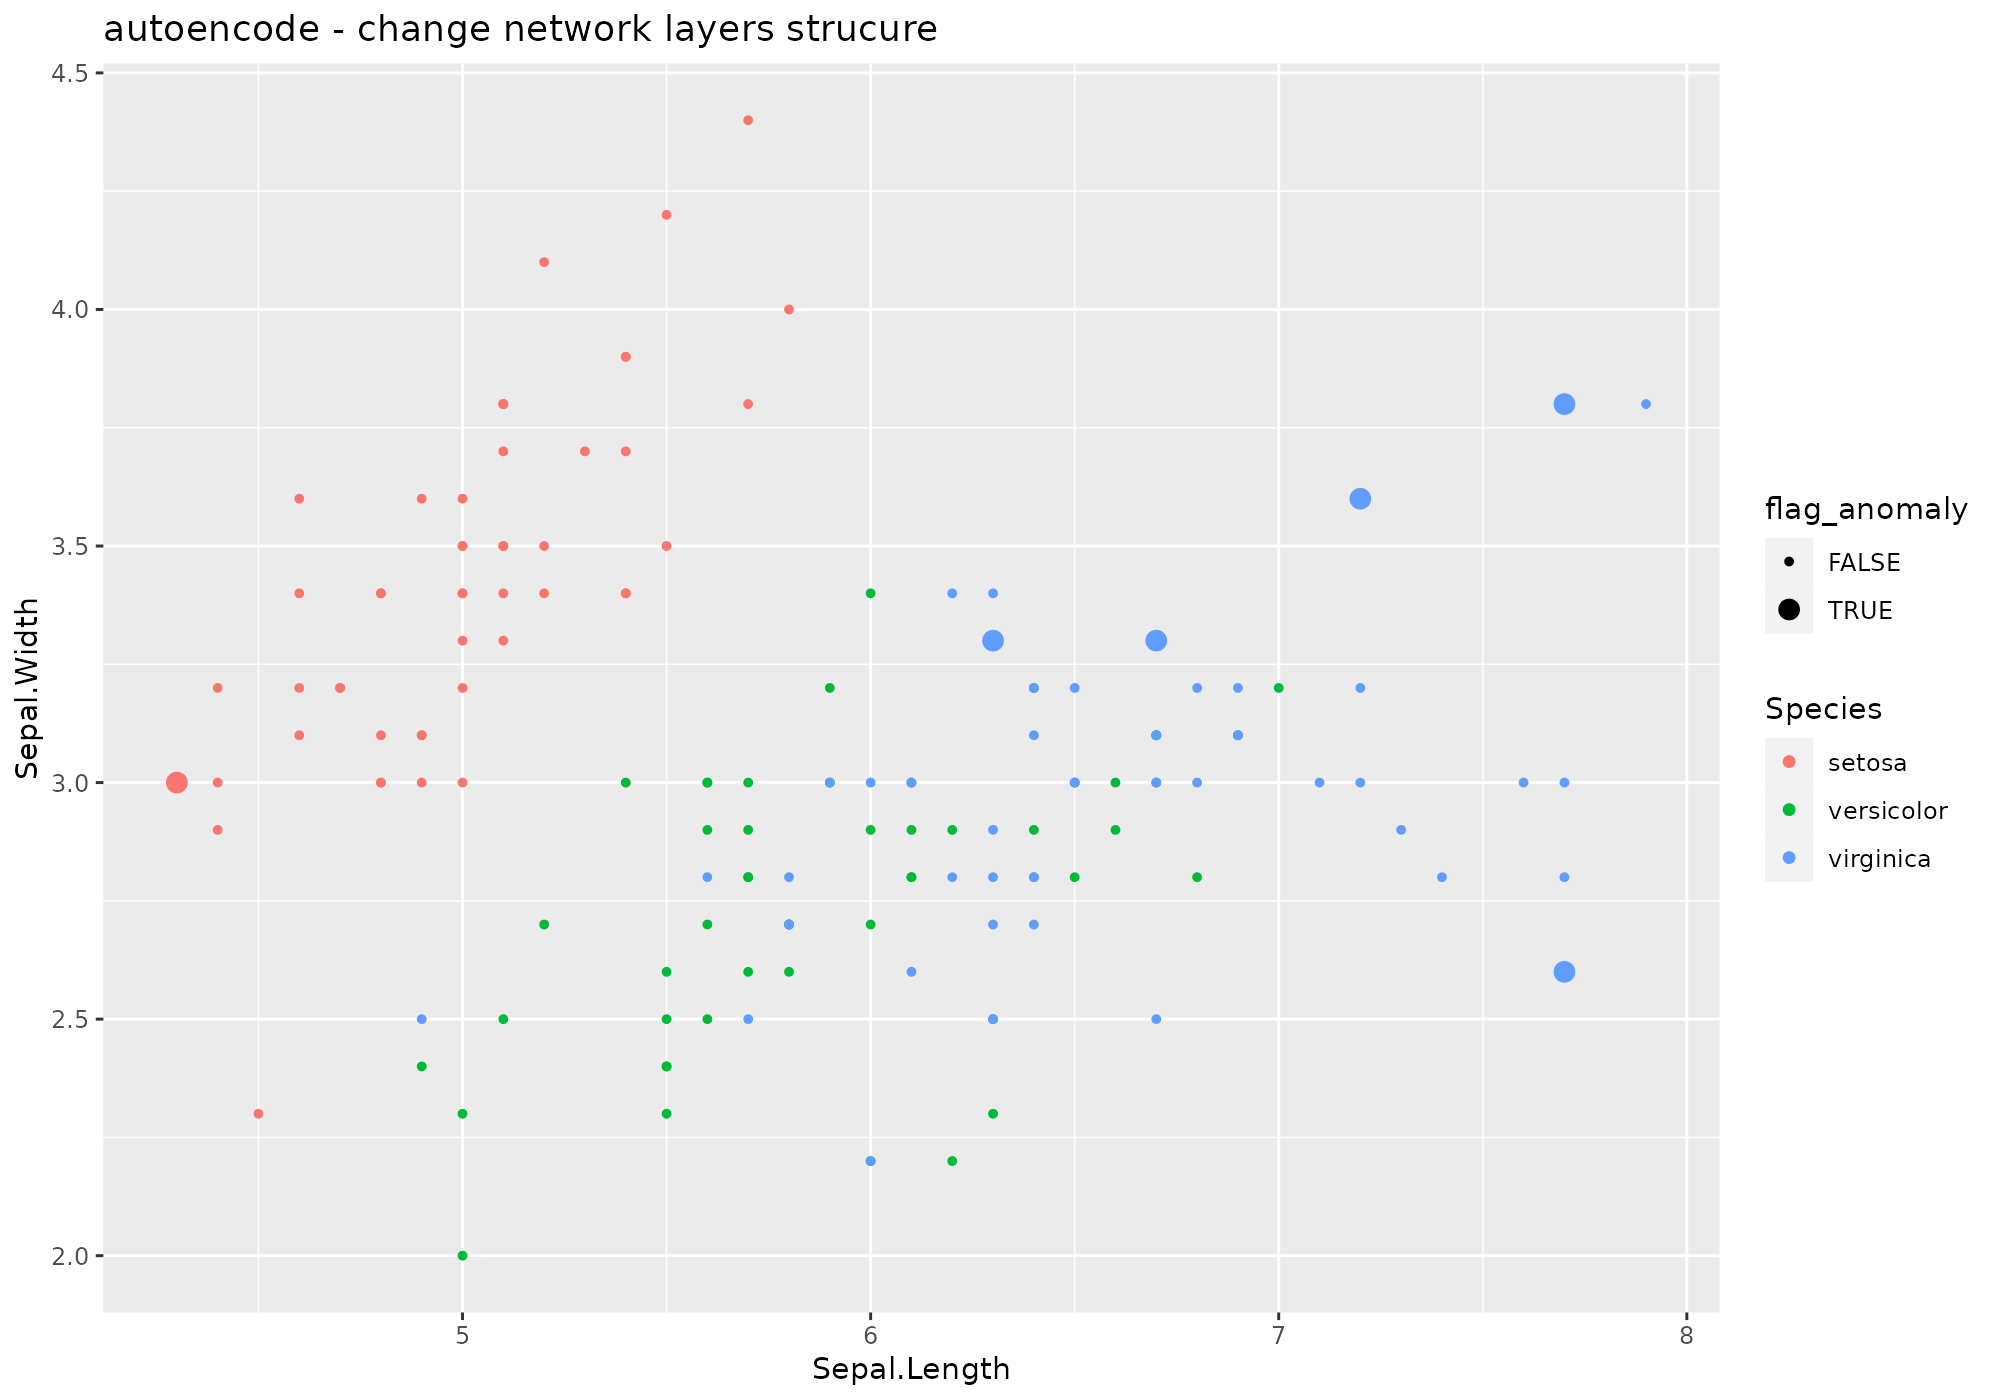 autoencode - change network layers strucure
4.5
4.0
3.5
3.0
2.5
2.0
Sepal.Width
5
6
7
8
Sepal.Length
flag_anomaly
FALSE
TRUE
Species
setosa
versicolor
virginica